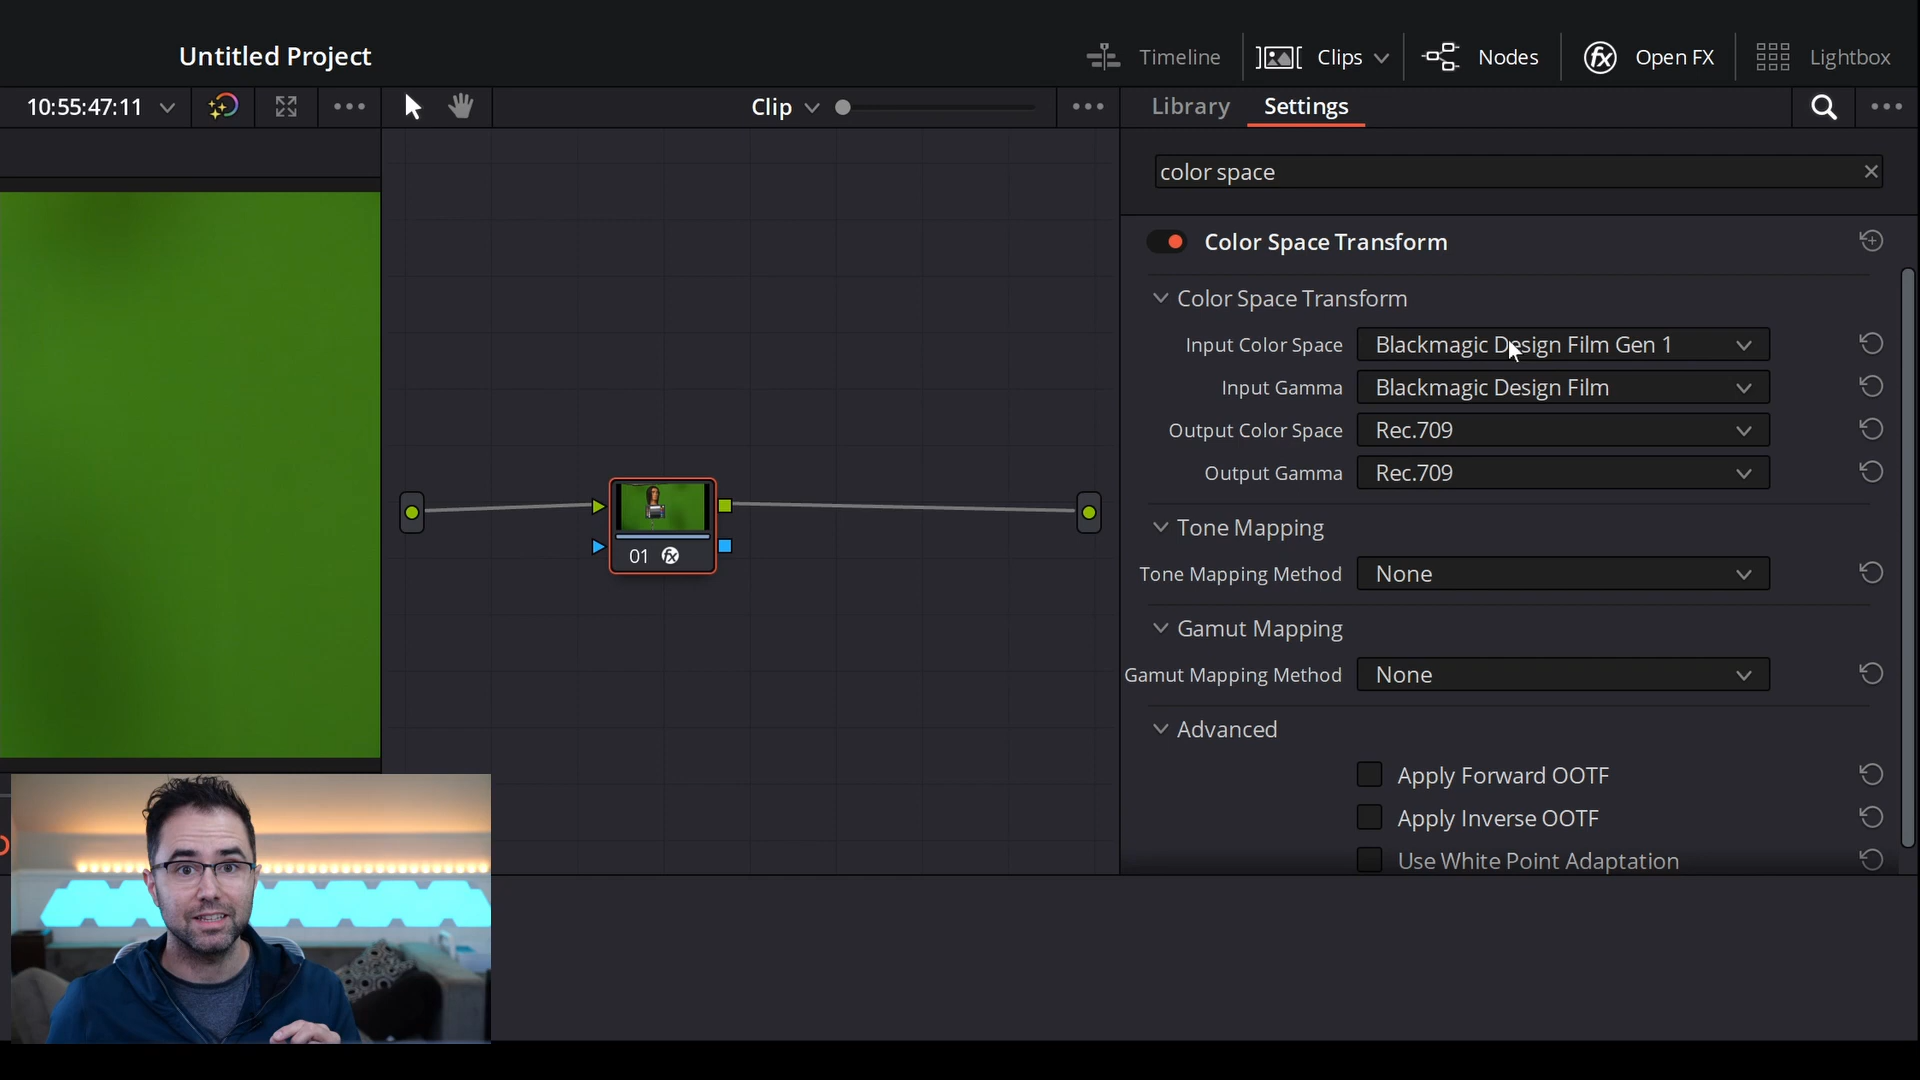 Untitled Project
Timeline
Clips
Nodes
Open FX
Lightbox
10:55:47:11
Clip
Library
Settings
color space
Color Space Transform
Color Space Transform
Input Color Space
Blackmagic Design Film Gen 1
Input Gamma
Blackmagic Design Film
Output Color Space
Rec.709
Output Gamma
Rec.709
Tone Mapping
Tone Mapping Method
None
Gamut Mapping
Gamut Mapping Method
None
Advanced
Apply Forward OOTF
Apply Inverse OOTF
Use White Point Adaptation
01
fx